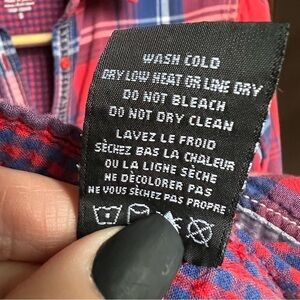 WASH COLD
DRY LOW HEAT OR LINE DRY
DO NOT BLEACH
DO NOT DRY CLEAN
LAVEZ LE FROID
SÈCHEZ BAS LA CHALEUR
OU LA LIGNE SÈCHE
NE DÉCOLORER PAS
NE VOUS SÈCHEZ PAS PROPRE